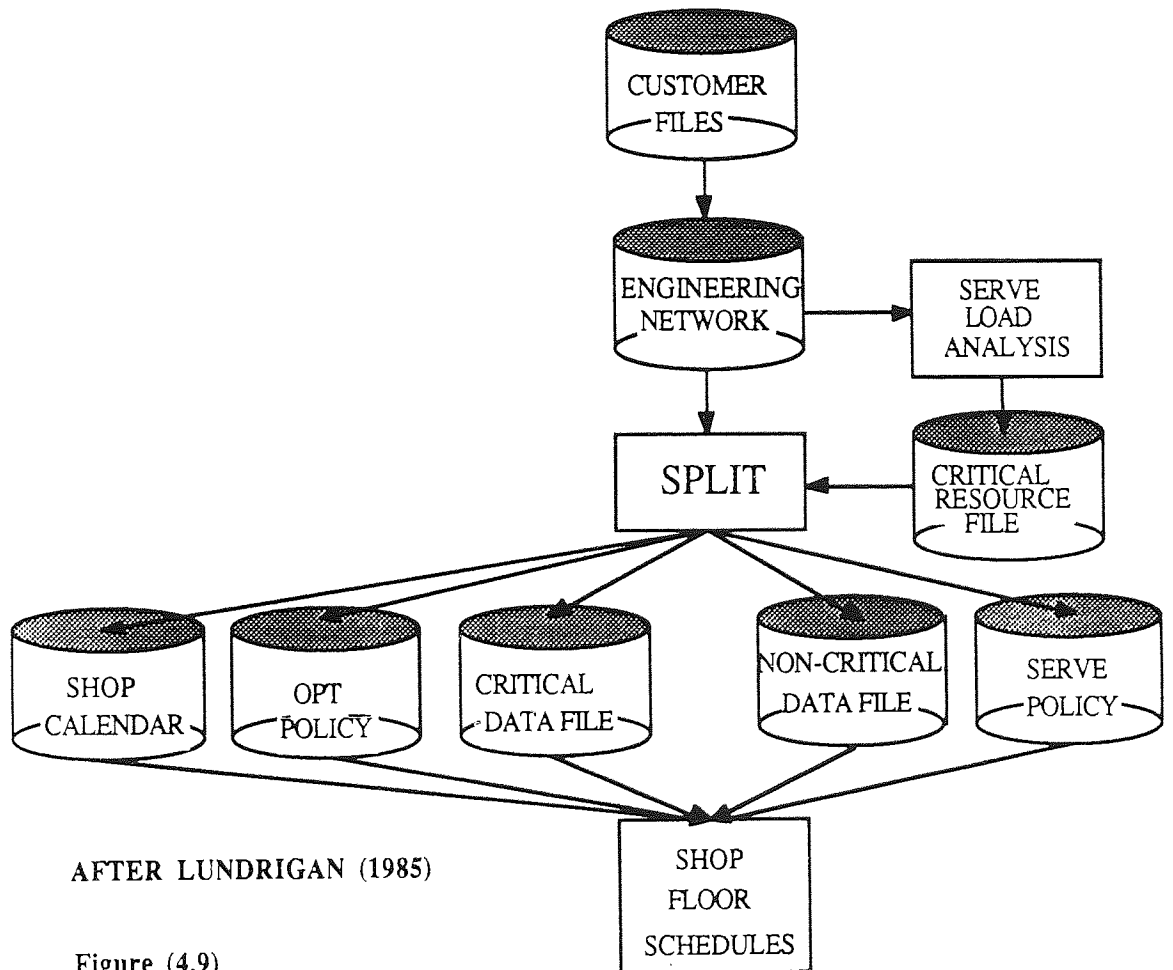 CUSTOMER
FILES
ENGINEERING
NETWORK
SERVE
LOAD
ANALYSIS
SPLIT
CRITICAL
RESOURCE
FILE
SHOP
CALENDAR
OPT
POLICY
CRITICAL
DATA FILE
NON-CRITICAL
DATA FILE
SERVE
POLICY
SHOP
FLOOR
SCHEDULES
AFTER LUNDRIGAN (1985)
Figure (4.9)